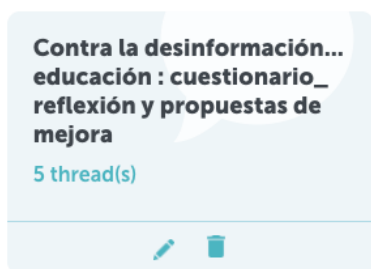 Contra la desinformación...
educación : cuestionario_
reflexión y propuestas de
mejora
5 thread(s)